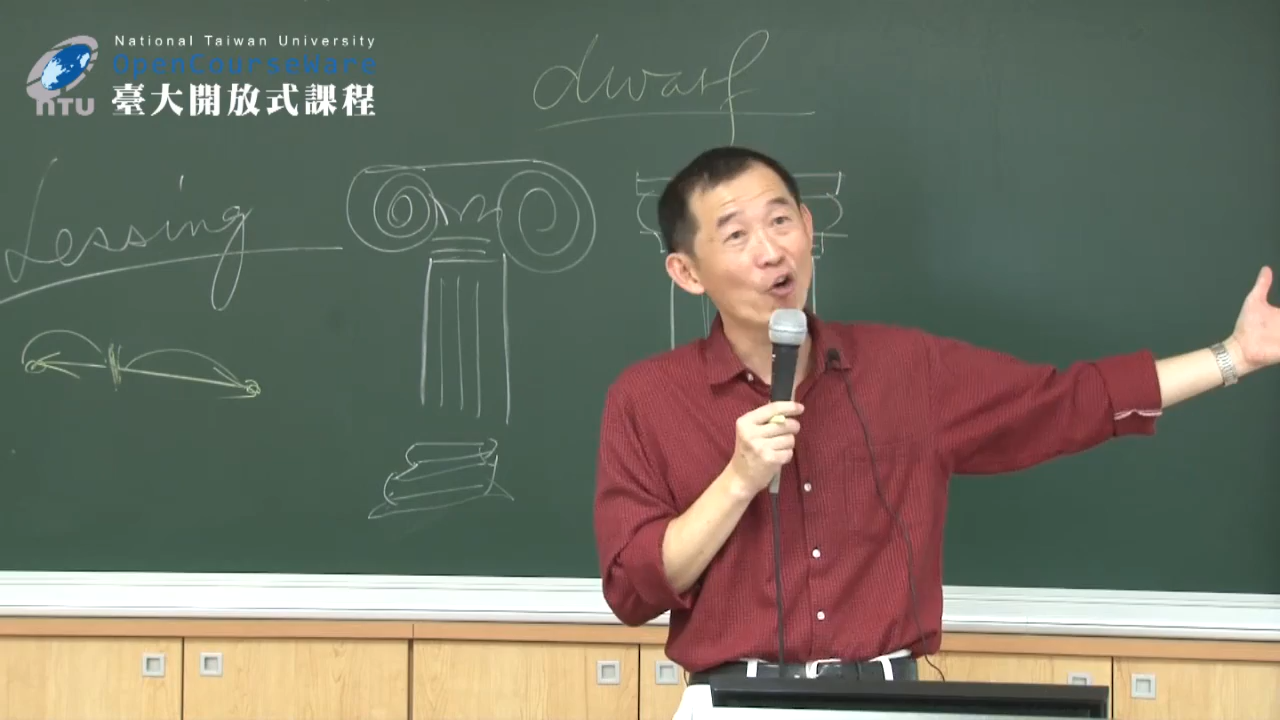 National Taiwan University
OpenCourseWare
臺大開放式課程
NTU
dwarf
Lessing